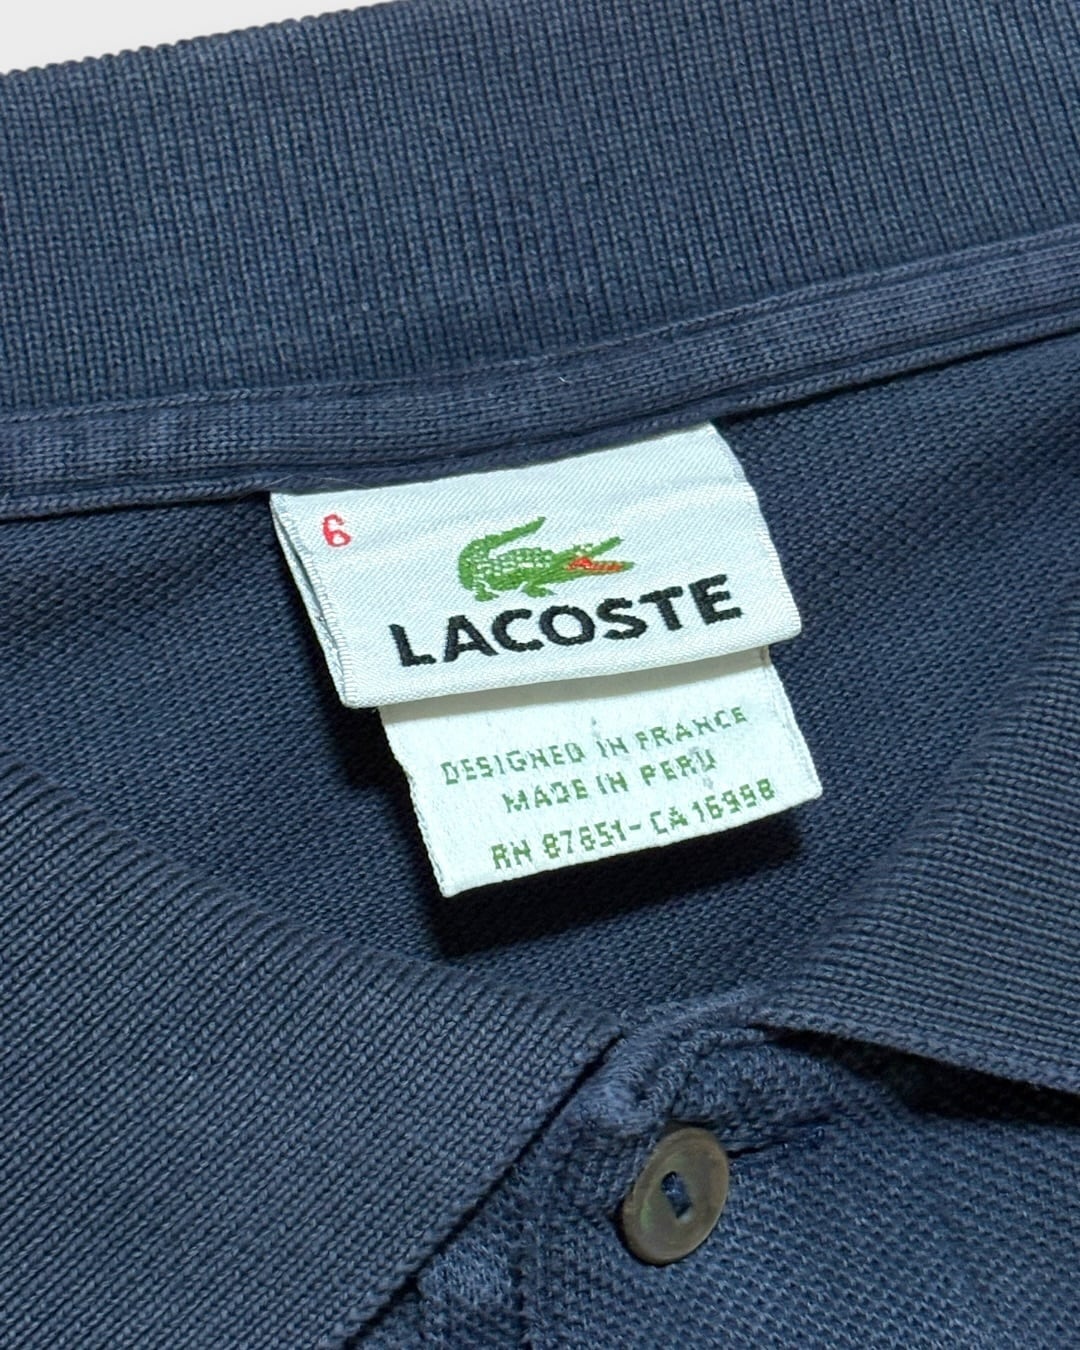 6
LACOSTE
DESIGNED IN FRANCE
MADE IN PERU
RN 87651- CA 16998